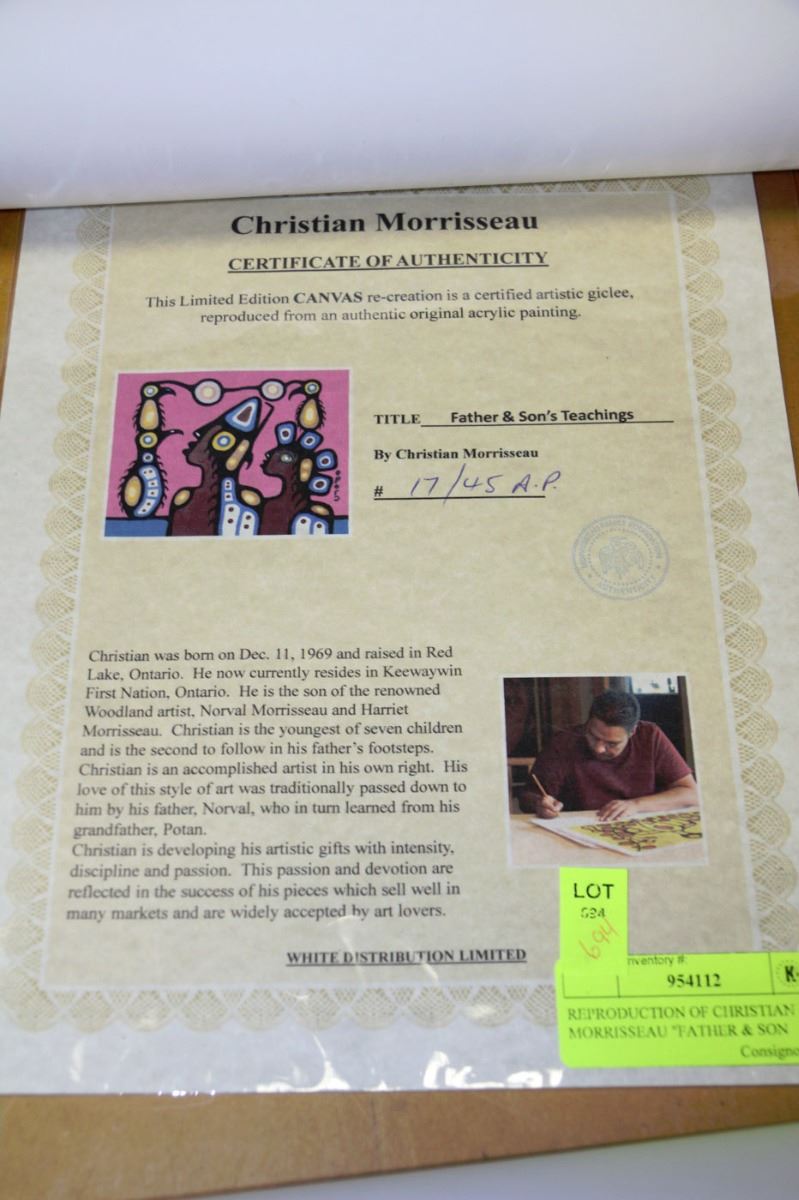 Christian Morrisseau
CERTIFICATE OF AUTHENTICITY
This Limited Edition CANVAS re-creation is a certified artistic giclee,
reproduced from an authentic original acrylic painting.
TITLE Father & Son's Teachings
By Christian Morrisseau
# 17/45 A.P.
AUTHENTICITY
Christian was born on Dec. 11, 1969 and raised in Red
Lake, Ontario. He now currently resides in Keewaywin
First Nation, Ontario. He is the son of the renowned
Woodland artist, Norval Morrisseau and Harriet
Morrisseau. Christian is the youngest of seven children
and is the second to follow in his father's footsteps.
Christian is an accomplished artist in his own right. His
love of this style of art was traditionally passed down to
him by his father, Norval, who in turn learned from his
grandfather, Potan.
Christian is developing his artistic gifts with intensity,
discipline and passion. This passion and devotion are
reflected in the success of his pieces which sell well in
many markets and are widely accepted by art lovers.
WHITE DISTRIBUTION LIMITED
LOT
694
694
nventory #:
954112
K-
REPRODUCTION OF CHRISTIAN
MORRISSEAU "FATHER & SON
Consigno